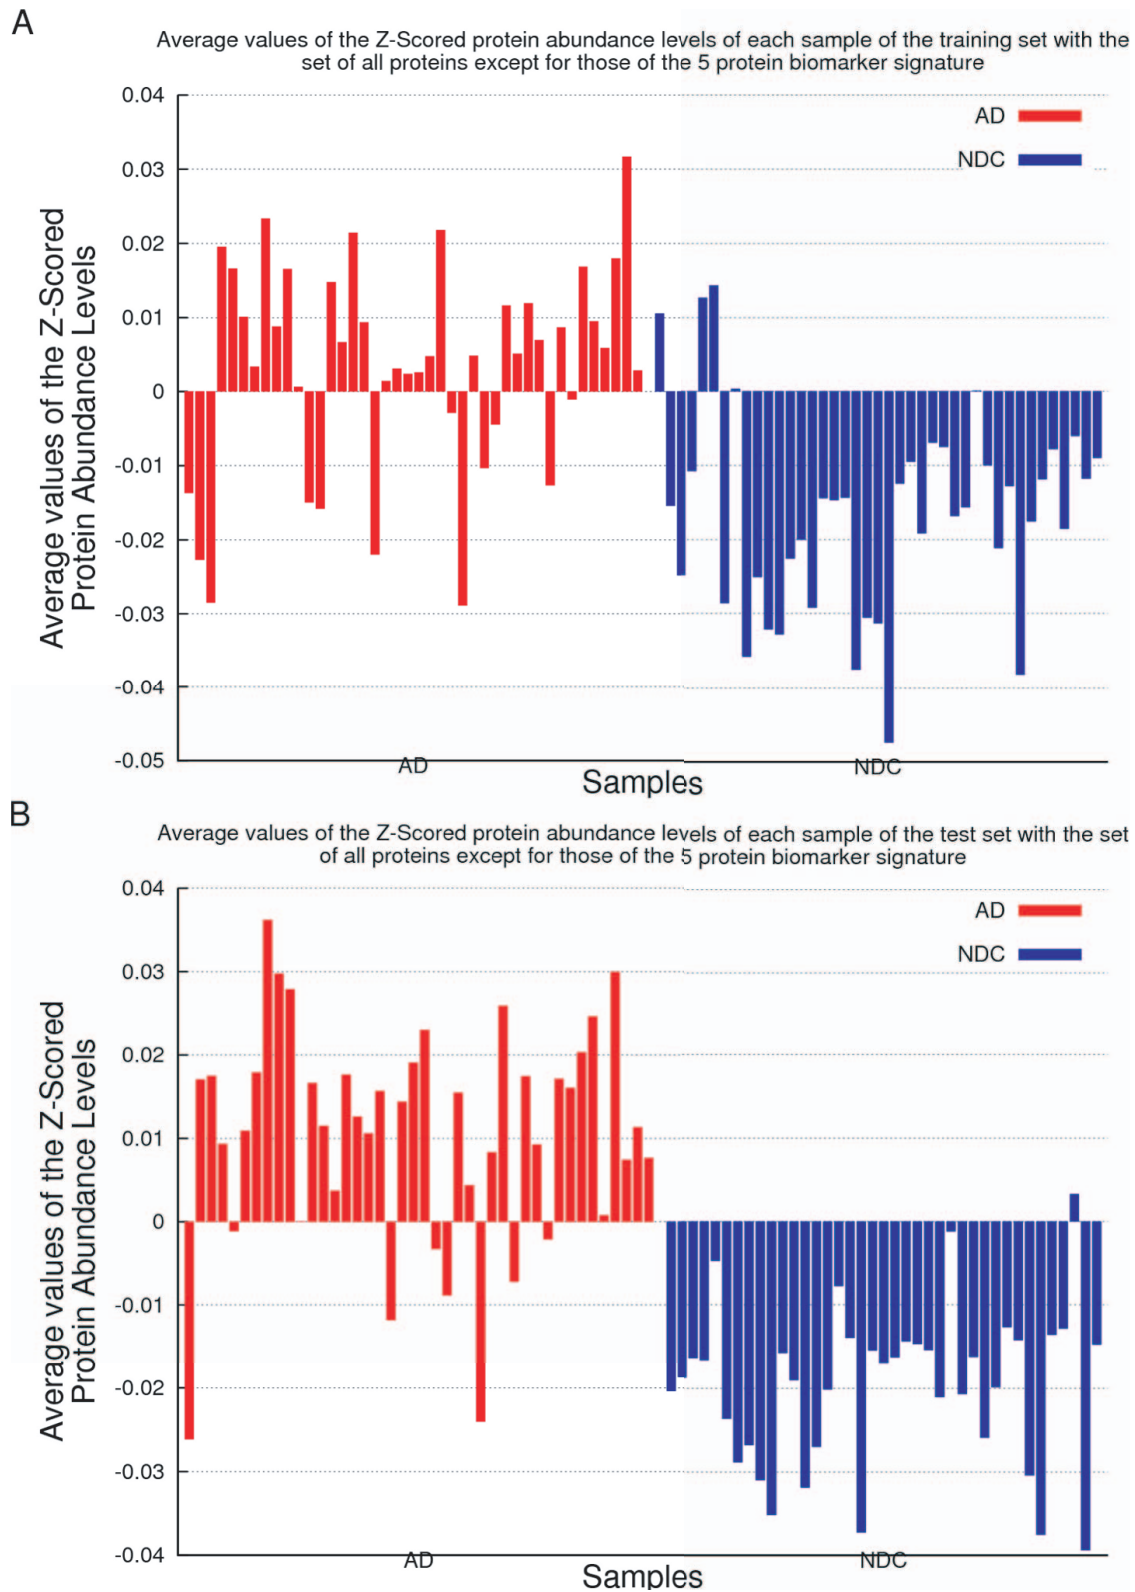 A
Average values of the Z-Scored protein abundance levels of each sample of the training set with the
set of all proteins except for those of the 5 protein biomarker signature
0.04
0.03
0.02
0.01
0
-0.01
-0.02
-0.03
-0.04
-0.05
Average values of the Z-Scored
Protein Abundance Levels
AD
NDC
AD
NDC
Samples
B
Average values of the Z-Scored protein abundance levels of each sample of the test set with the set
of all proteins except for those of the 5 protein biomarker signature
0.04
0.03
0.02
0.01
0
-0.01
-0.02
-0.03
-0.04
Average values of the Z-Scored
Protein Abundance Levels
AD
NDC
AD
NDC
Samples